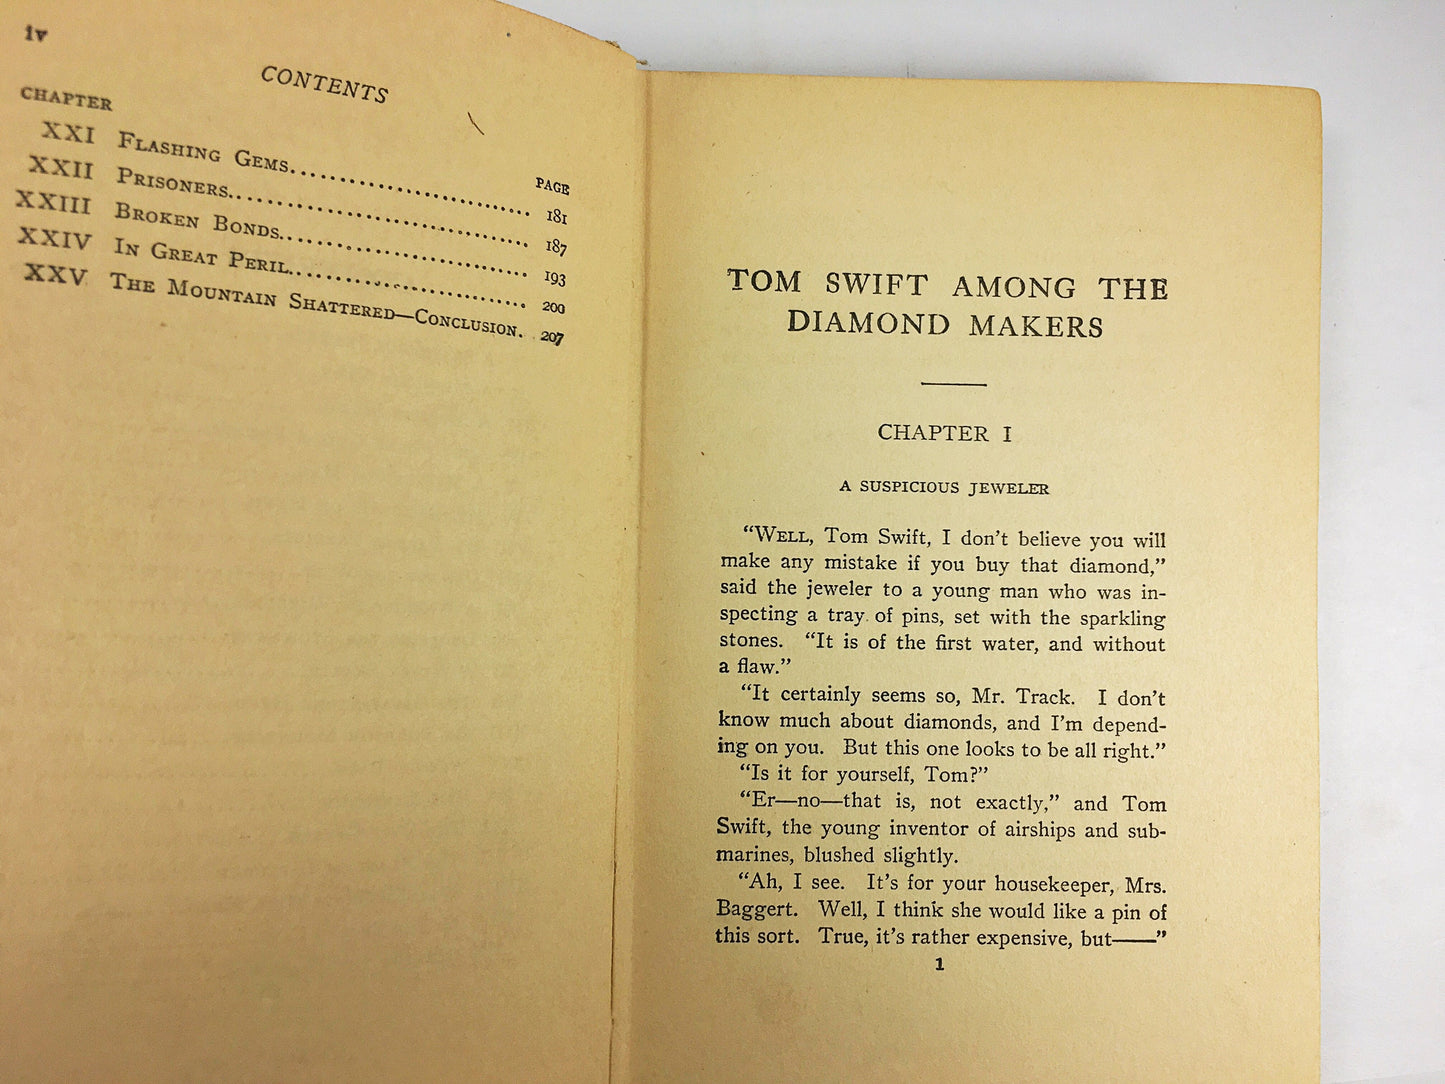 iv
CONTENTS
CHAPTER
PAGE
XXI FLASHING GEMS........................... 181
XXII PRISONERS................................ 187
XXIII BROKEN BONDS........................... 193
XXIV IN GREAT PERIL.......................... 200
XXV THE MOUNTAIN SHATTERED—CONCLUSION. 207
TOM SWIFT AMONG THE
DIAMOND MAKERS
CHAPTER I
A SUSPICIOUS JEWELER
“WELL, Tom Swift, I don’t believe you will
make any mistake if you buy that diamond,”
said the jeweler to a young man who was in-
specting a tray of pins, set with the sparkling
stones. “It is of the first water, and without
a flaw.”
“It certainly seems so, Mr. Track. I don’t
know much about diamonds, and I’m depend-
ing on you. But this one looks to be all right.”
“Is it for yourself, Tom?”
“Er—no—that is, not exactly,” and Tom
Swift, the young inventor of airships and sub-
marines, blushed slightly.
“Ah, I see. It’s for your housekeeper, Mrs.
Baggert. Well, I think she would like a pin of
this sort. True, it’s rather expensive, but——”
1